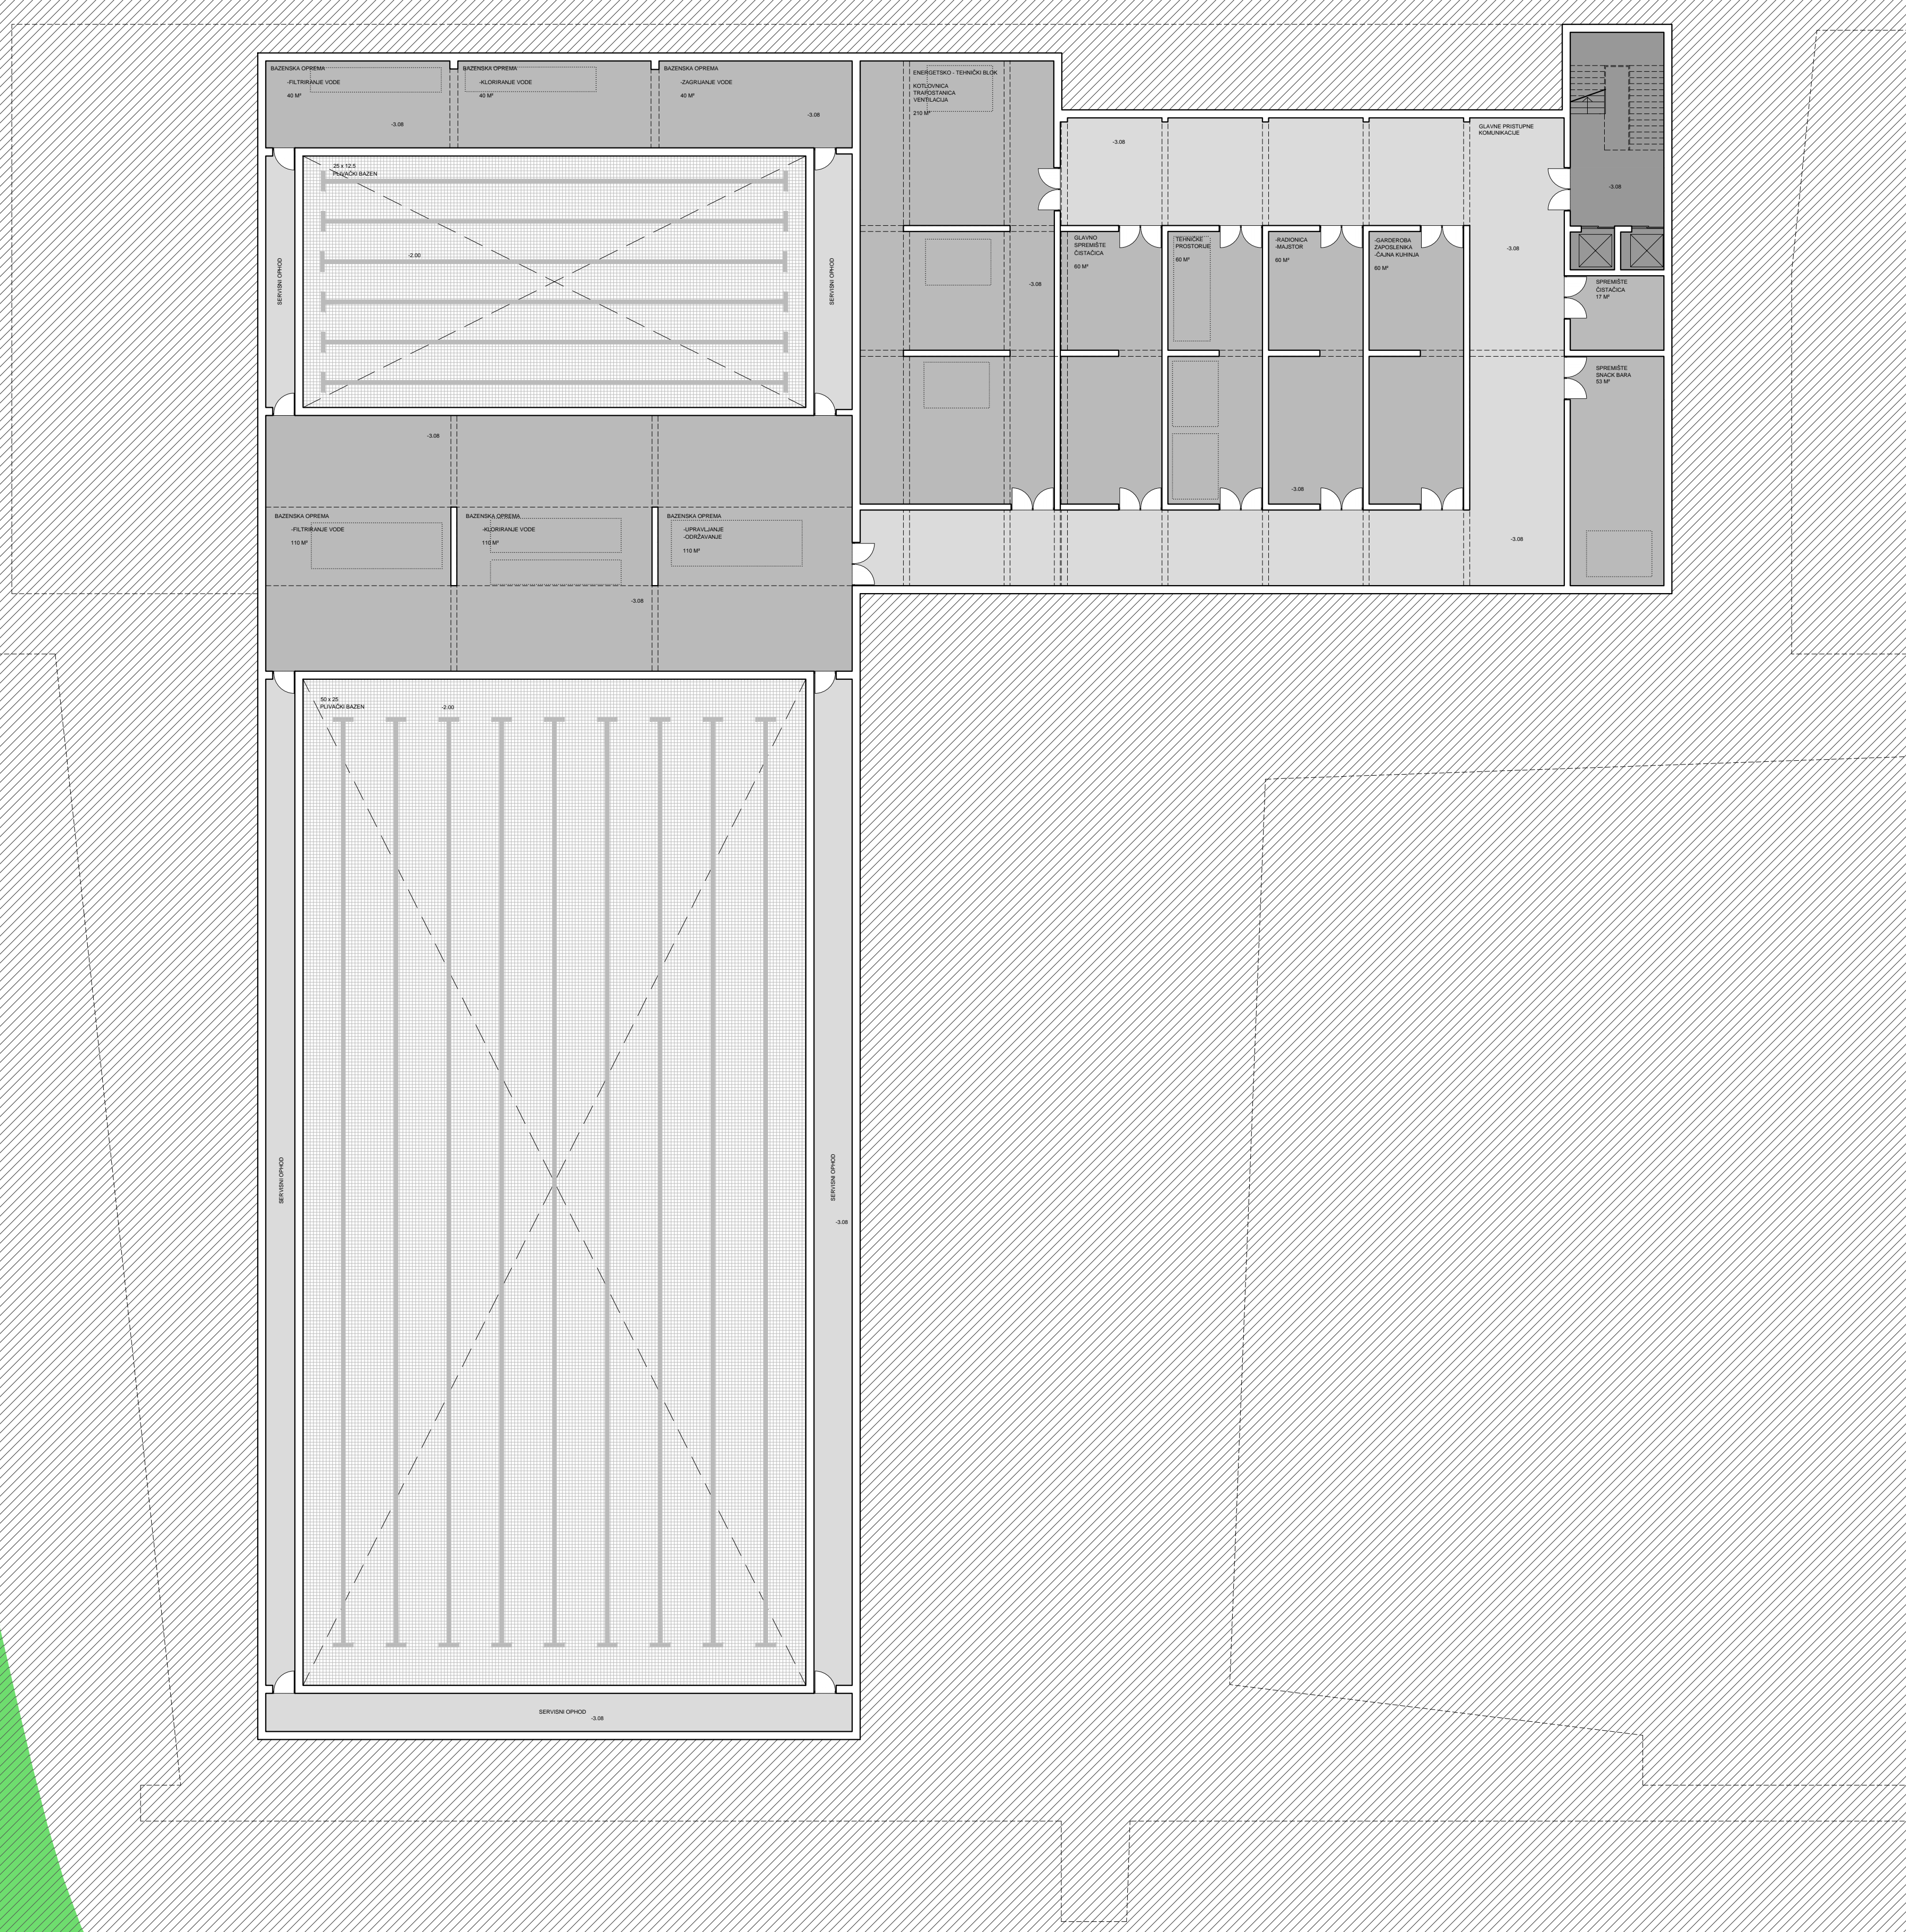 BAZENSKA OPREMA
-FILTRIRANJE VODE
40 M²
-3.08
BAZENSKA OPREMA
-KLORIRANJE VODE
40 M²
BAZENSKA OPREMA
-ZAGRIJANJE VODE
40 M²
-3.08
ENERGETSKO - TEHNIČKI BLOK
KOTLOVNICA
TRAFOSTANICA
VENTILACIJA
210 M²
-3.08
-3.08
GLAVNE PRISTUPNE
KOMUNIKACIJE
-3.08
-3.08
25 x 12.5
PLIVAČKI BAZEN
-2.00
SERVISNI OPHOD
SERVISNI OPHOD
GLAVNO
SPREMIŠTE
ČISTAČICA
60 M²
TEHNIČKE
PROSTORIJE
60 M²
-RADIONICA
-MAJSTOR
60 M²
-GARDEROBA
ZAPOSLENIKA
-ČAJNA KUHINJA
60 M²
SPREMIŠTE
ČISTAČICA
17 M²
SPREMIŠTE
SNACK BARA
53 M²
-3.08
-3.08
-3.08
BAZENSKA OPREMA
-FILTRIRANJE VODE
110 M²
BAZENSKA OPREMA
-KLORIRANJE VODE
110 M²
BAZENSKA OPREMA
-UPRAVLJANJE
-ODRŽAVANJE
110 M²
-3.08
50 x 25
PLIVAČKI BAZEN
-2.00
SERVISNI OPHOD
SERVISNI OPHOD
-3.08
SERVISNI OPHOD
-3.08